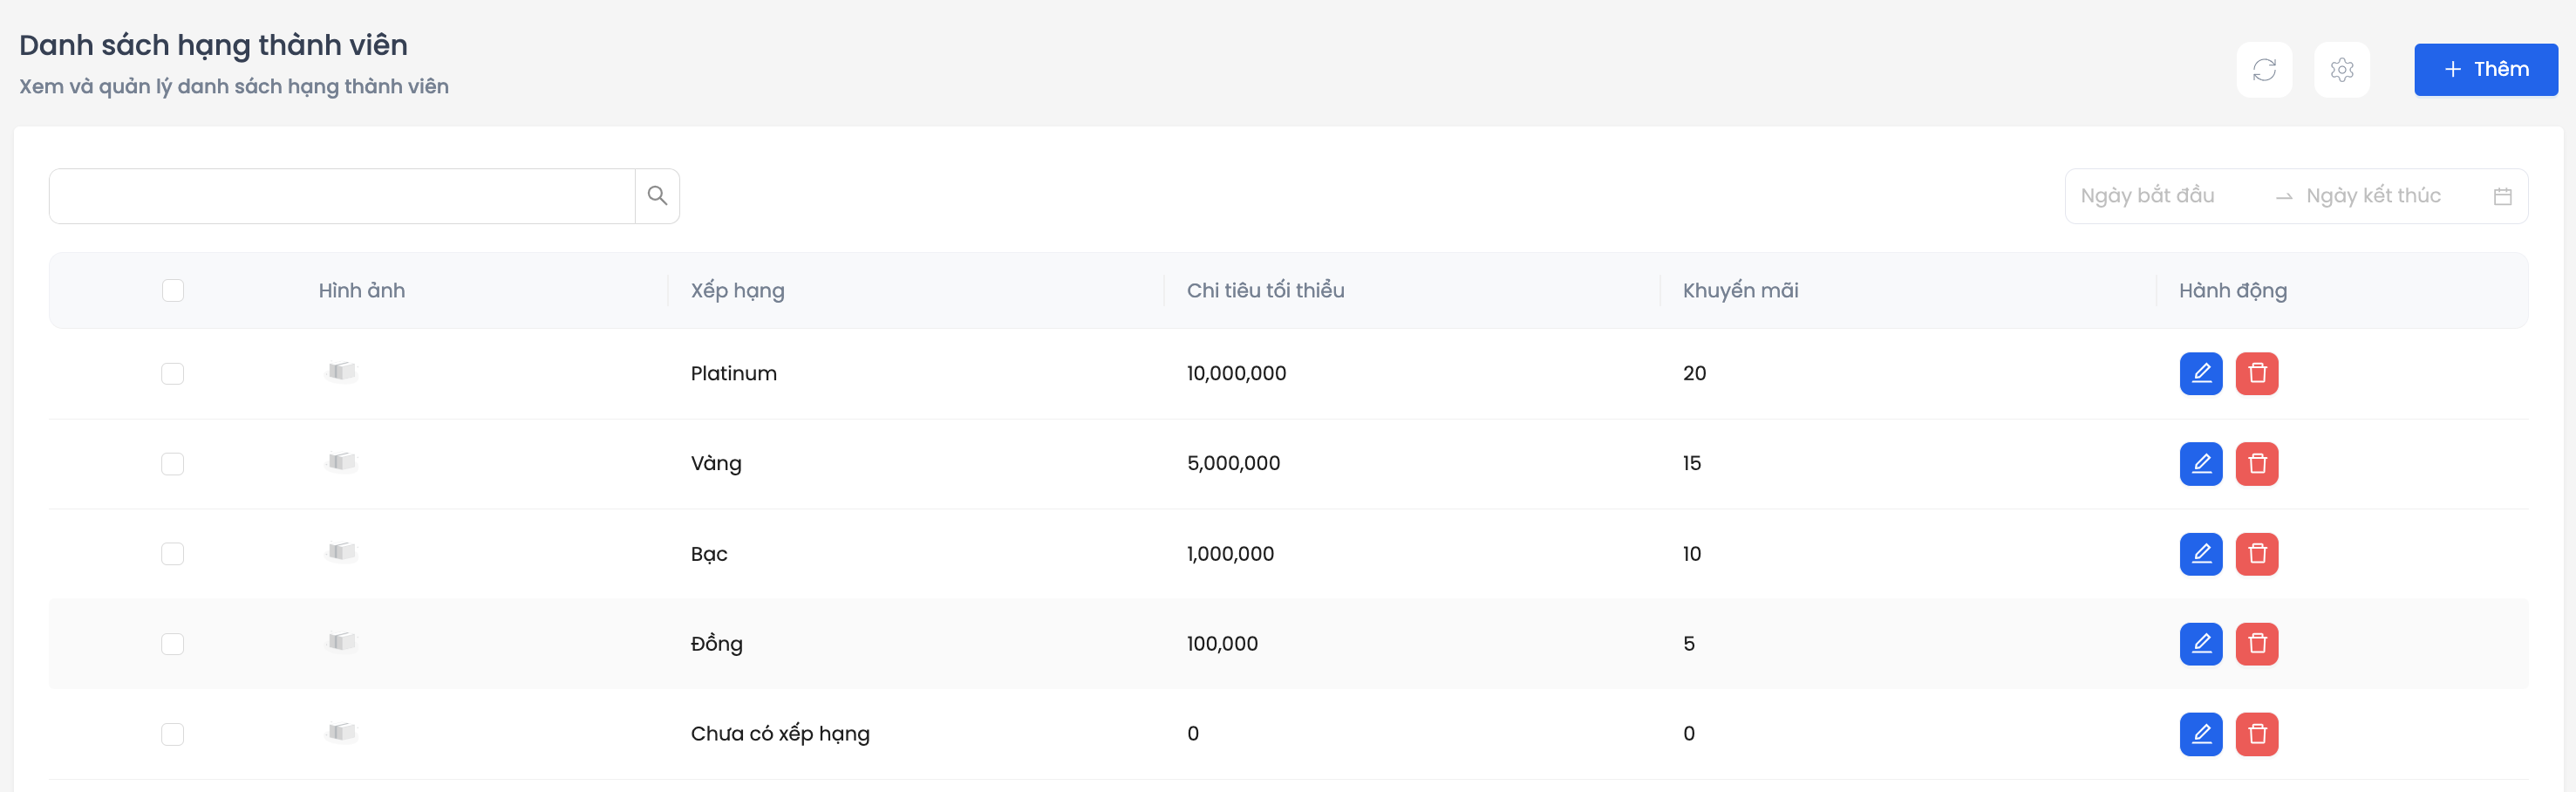 Danh sách hạng thành viên
Xem và quản lý danh sách hạng thành viên
Thêm
Ngày bắt đầu Ngày kết thúc
Hình ảnh Xếp hạng Chi tiêu tối thiểu Khuyến mãi Hành động
Platinum 10,000,000 20
Vàng 5,000,000 15
Bạc 1,000,000 10
Đồng 100,000 5
Chưa có xếp hạng 0 0